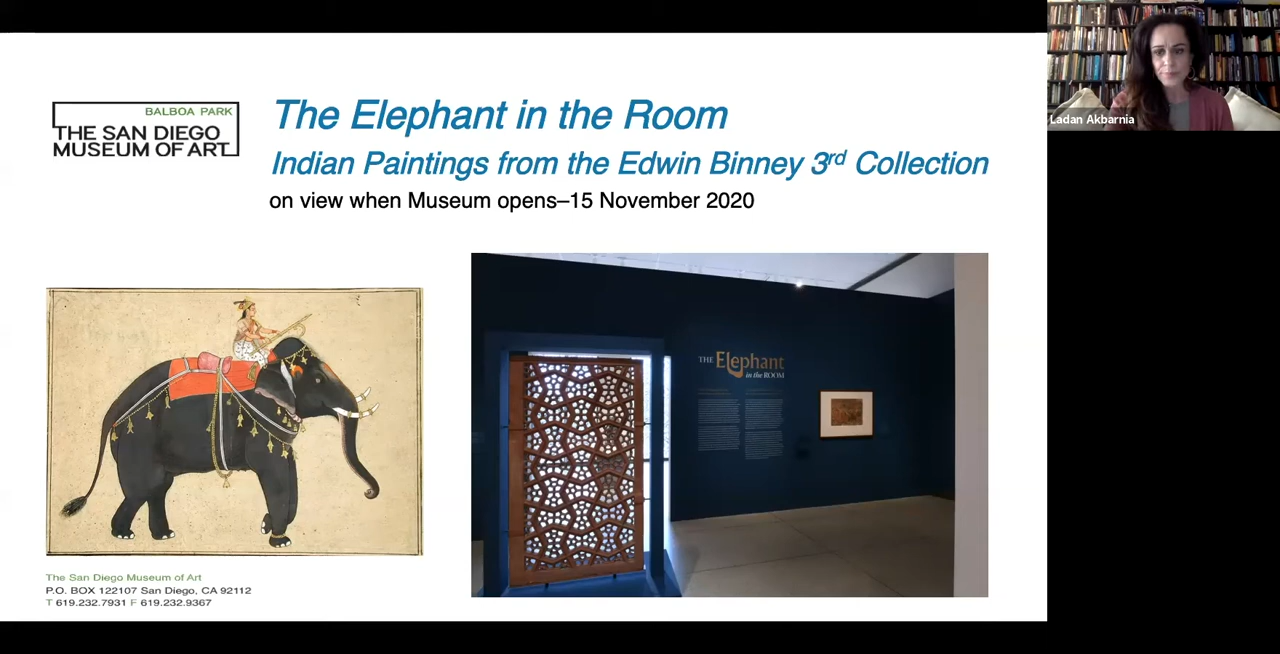 BALBOA PARK
THE SAN DIEGO
MUSEUM OF ART
The Elephant in the Room
Indian Paintings from the Edwin Binney 3rd Collection
on view when Museum opens–15 November 2020
Ladan Akbarnia
THE Elephant
in the ROOM
The San Diego Museum of Art
P.O. BOX 122107 San Diego, CA 92112
T 619.232.7931 F 619.232.9367